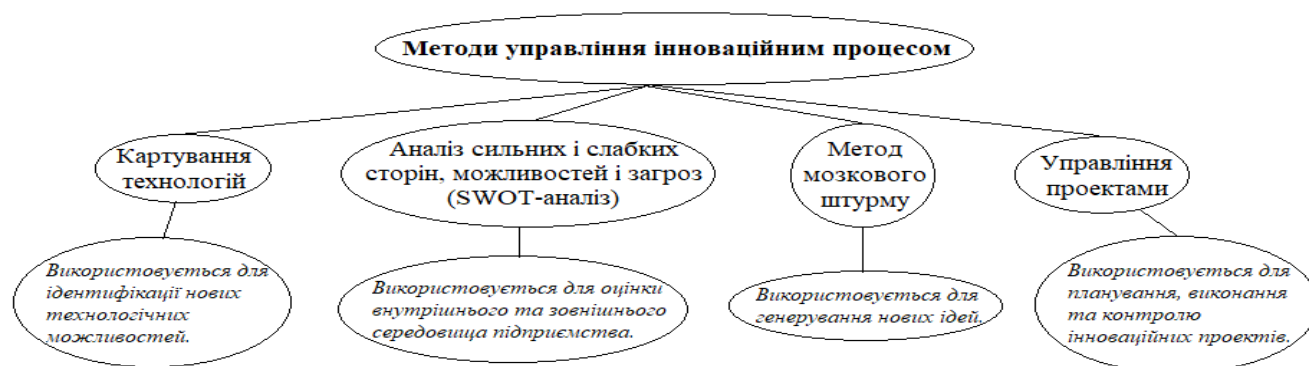 Методи управління інноваційним процесом
Картування
технологій
Аналіз сильних і слабких
сторін, можливостей і загроз
(SWOT-аналіз)
Метод
мозкового
штурму
Управління
проектами
Використовується для
ідентифікації нових
технологічних
можливостей.
Використовується для оцінки
внутрішнього та зовнішнього
середовища підприємства.
Використовується для
генерування нових ідей.
Використовується для
планування, виконання
та контролю
інноваційних проектів.